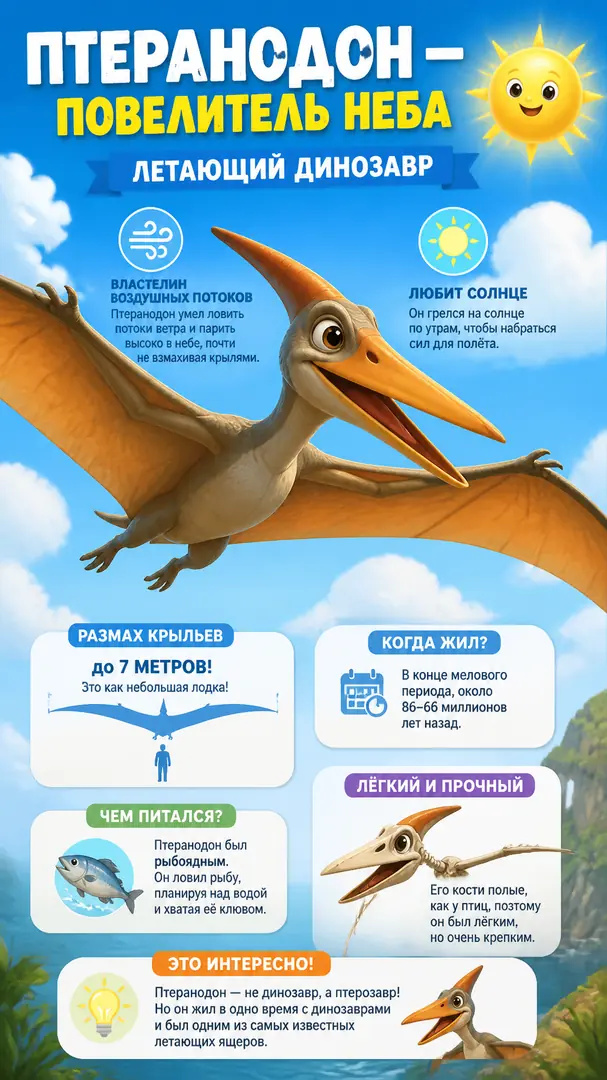 ПТЕРАНОДОН –
ПОВЕЛИТЕЛЬ НЕБА
ЛЕТАЮЩИЙ ДИНОЗАВР
ВЛАСТЕЛИН
ВОЗДУШНЫХ ПОТОКОВ
Птеранодон умел ловить
потоки ветра и парить
высоко в небе, почти
не взмахивая крыльями.
ЛЮБИТ СОЛНЦЕ
Он грелся на солнце
по утрам, чтобы набраться
сил для полёта.
РАЗМАХ КРЫЛЬЕВ
до 7 МЕТРОВ!
Это как небольшая лодка!
КОГДА ЖИЛ?
В конце мелового
периода, около
86–66 миллионов
лет назад.
ЧЕМ ПИТАЛСЯ?
Птеранодон был
рыбоядным.
Он ловил рыбу,
планируя над водой
и хватая её клювом.
ЛЁГКИЙ И ПРОЧНЫЙ
Его кости полые,
как у птиц, поэтому
он был лёгким,
но очень крепким.
ЭТО ИНТЕРЕСНО!
Птеранодон — не динозавр, а птерозавр!
Но он жил в одно время с динозаврами
и был одним из самых известных
летающих ящеров.